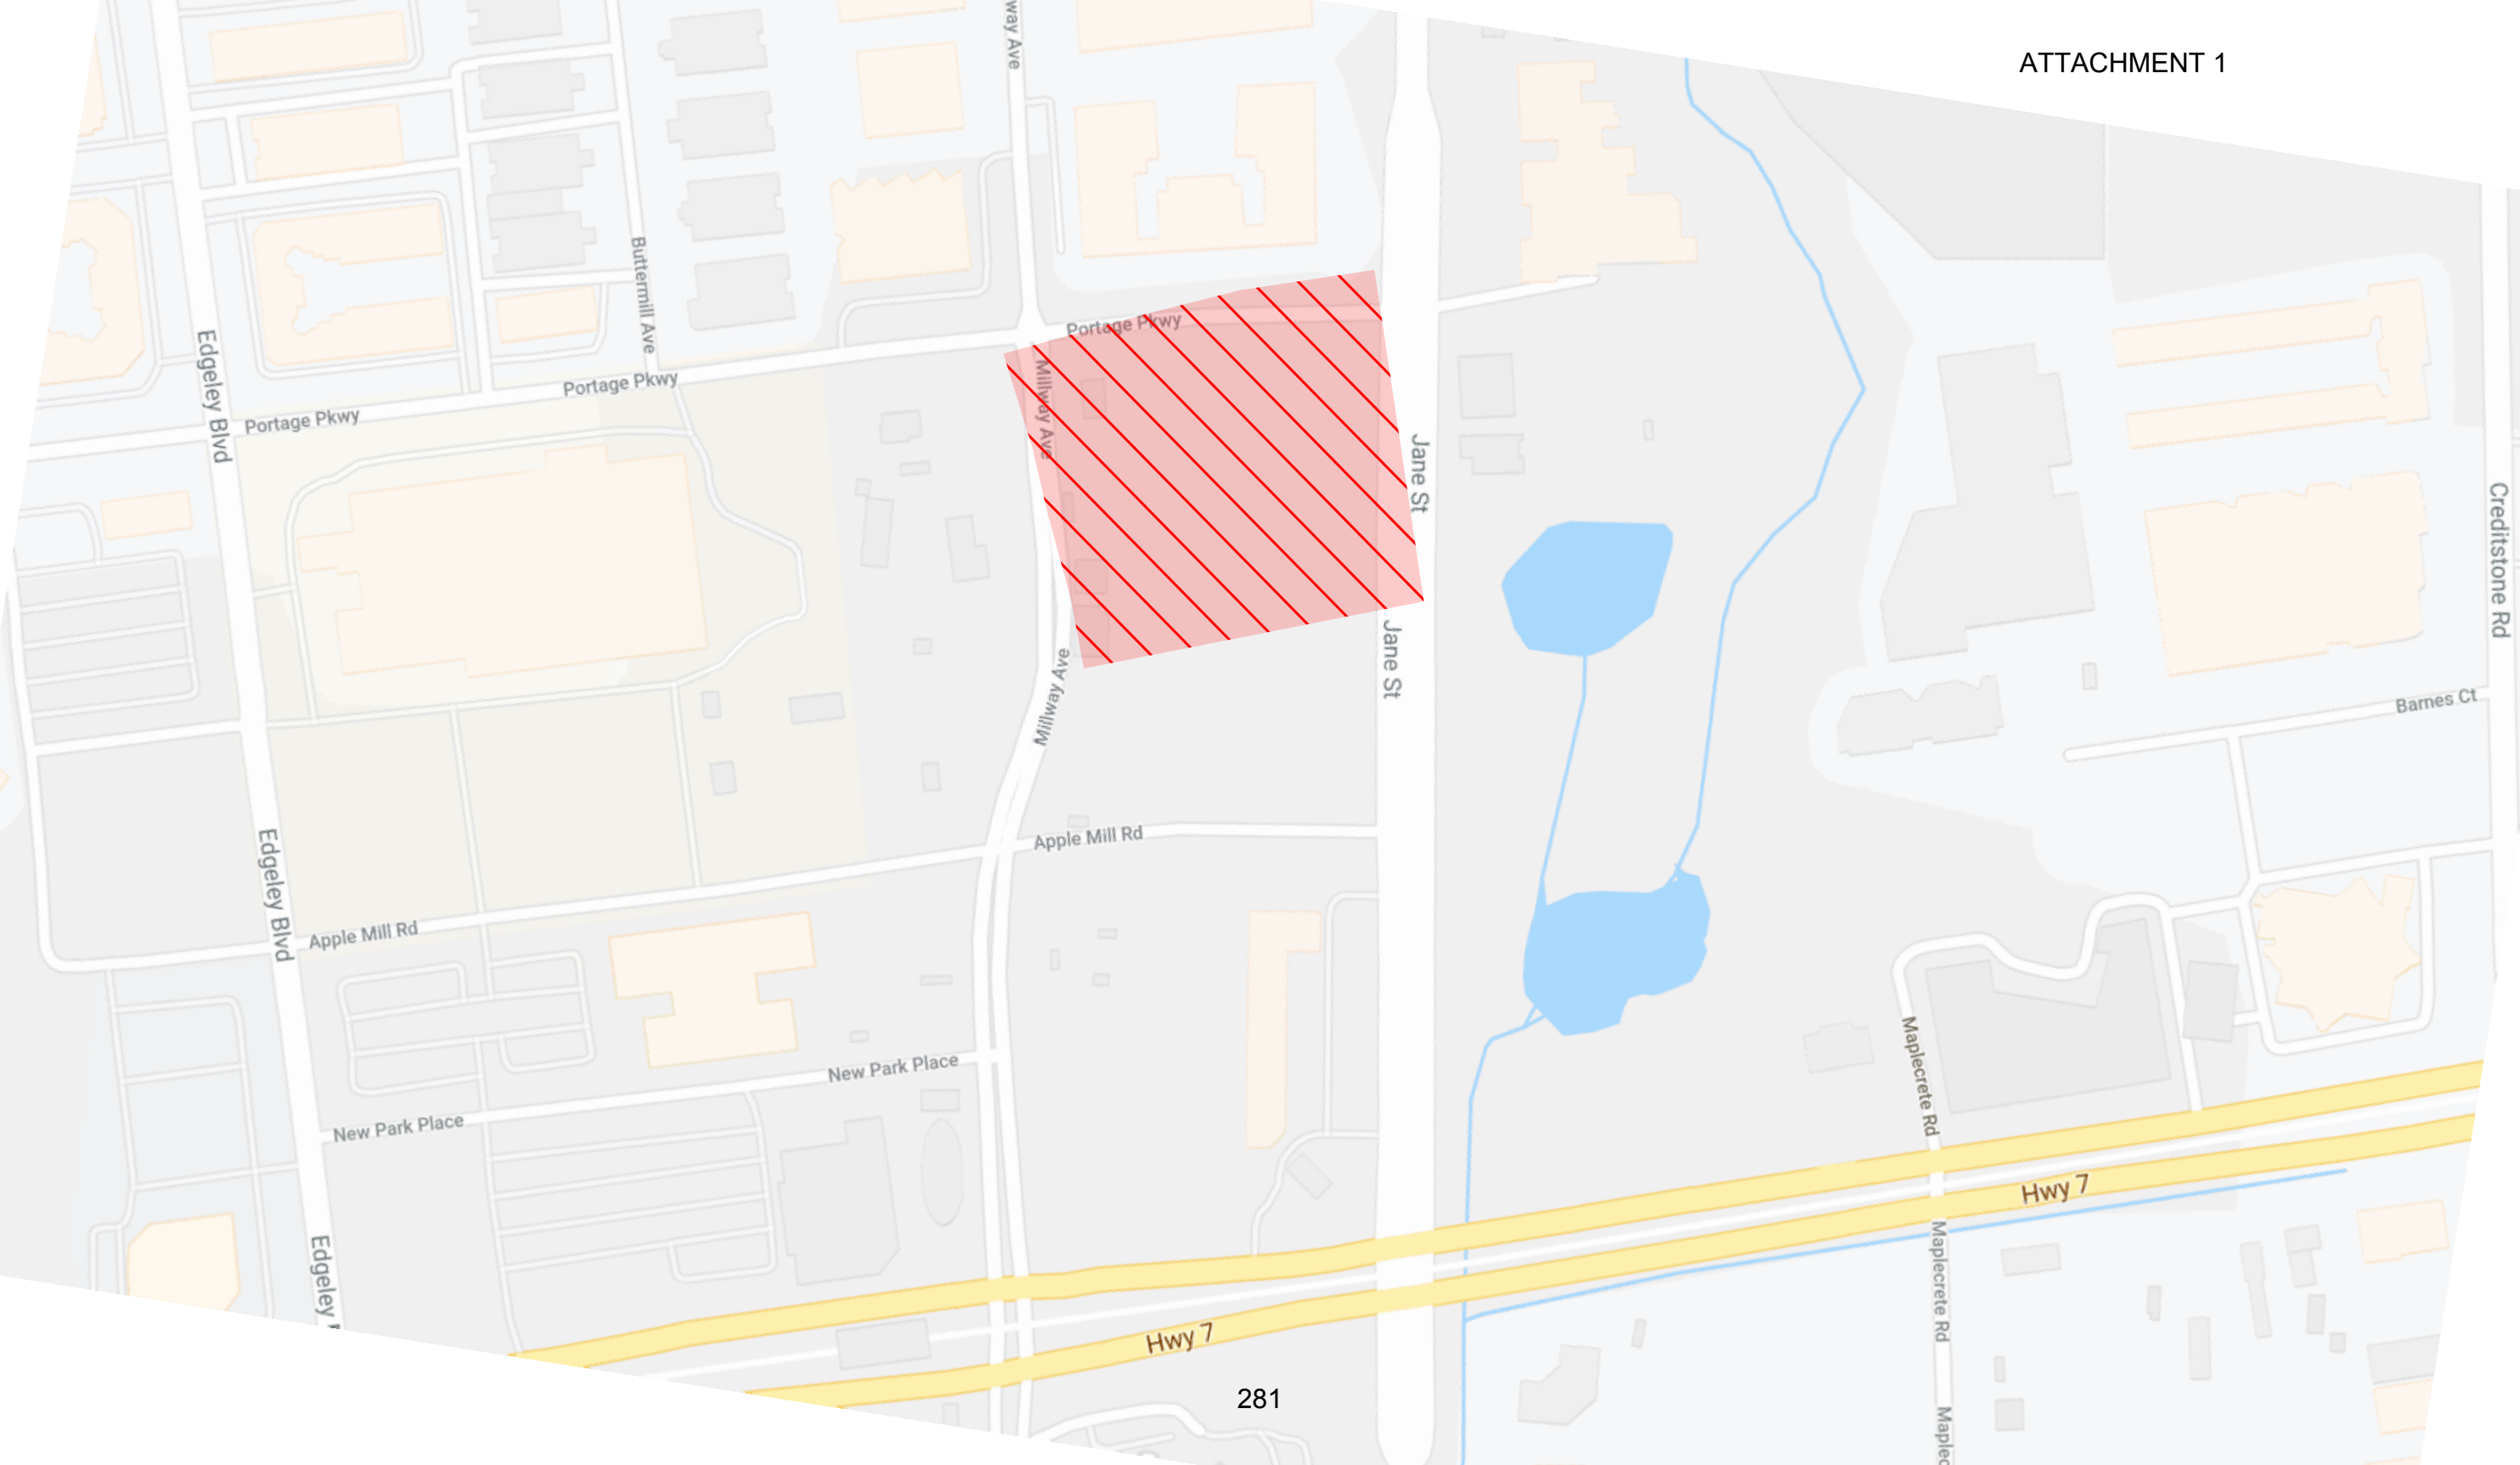 ATTACHMENT 1
way Ave
Buttermill Ave
Edgeley Blvd
Portage Pkwy
Portage Pkwy
Portage Pkwy
Millway Ave
Jane St
Creditstone Rd
Jane St
Millway Ave
Barnes Ct
Apple Mill Rd
Edgeley Blvd
Apple Mill Rd
Maplecrete Rd
New Park Place
New Park Place
Hwy 7
Edgeley
Maplecrete Rd
Hwy 7
281
Maplec